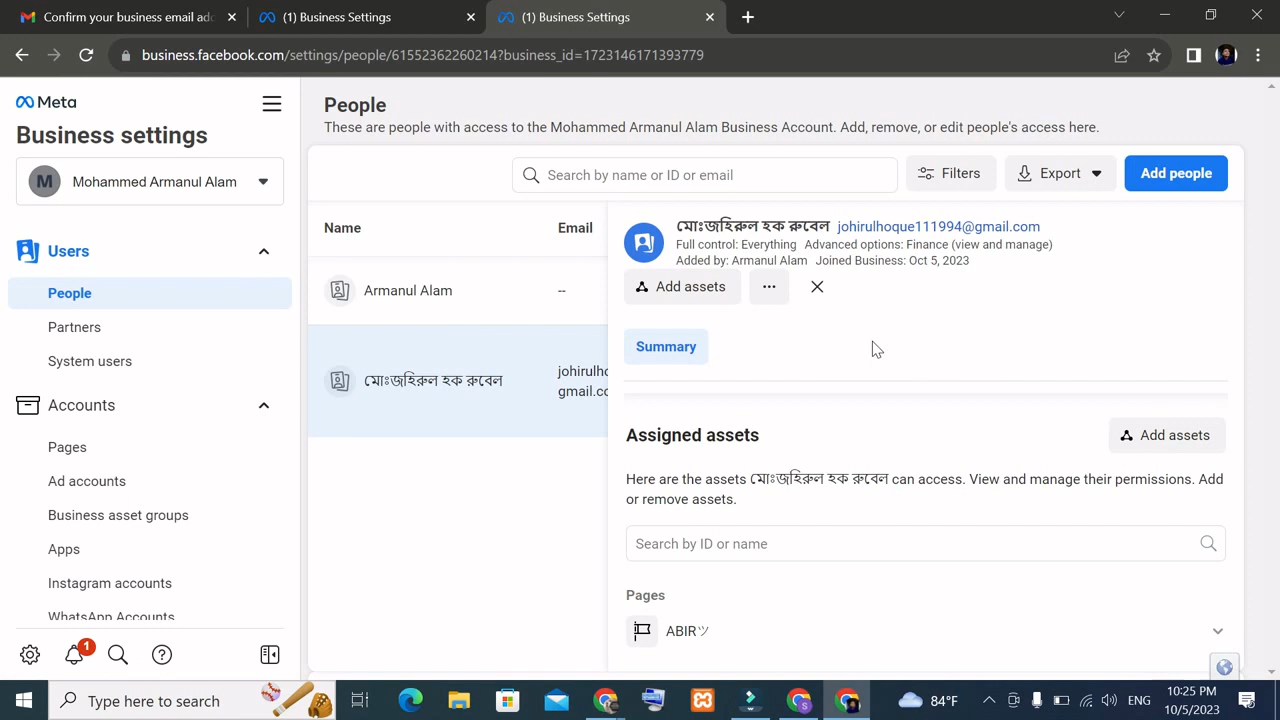 Confirm your business email add
(1) Business Settings
(1) Business Settings
business.facebook.com/settings/people/61552362260214?business_id=1723146171393779
Meta
Business settings
M
Mohammed Armanul Alam
Users
People
Partners
System users
Accounts
Pages
Ad accounts
Business asset groups
Apps
Instagram accounts
WhatsApp Accounts
1
People
These are people with access to the Mohammed Armanul Alam Business Account. Add, remove, or edit people's access here.
Search by name or ID or email
Filters
Export
Add people
Name
Email
Armanul Alam
--
মোঃজহিরুল হক রুবেল
johirulho
gmail.co
মোঃজহিরুল হক রুবেল johirulhoque111994@gmail.com
Full control: Everything Advanced options: Finance (view and manage)
Added by: Armanul Alam Joined Business: Oct 5, 2023
Add assets
Summary
Assigned assets
Add assets
Here are the assets মোঃজহিরুল হক রুবেল can access. View and manage their permissions. Add
or remove assets.
Search by ID or name
Pages
ABIRツ
Type here to search
84°F
ENG
10:25 PM
10/5/2023